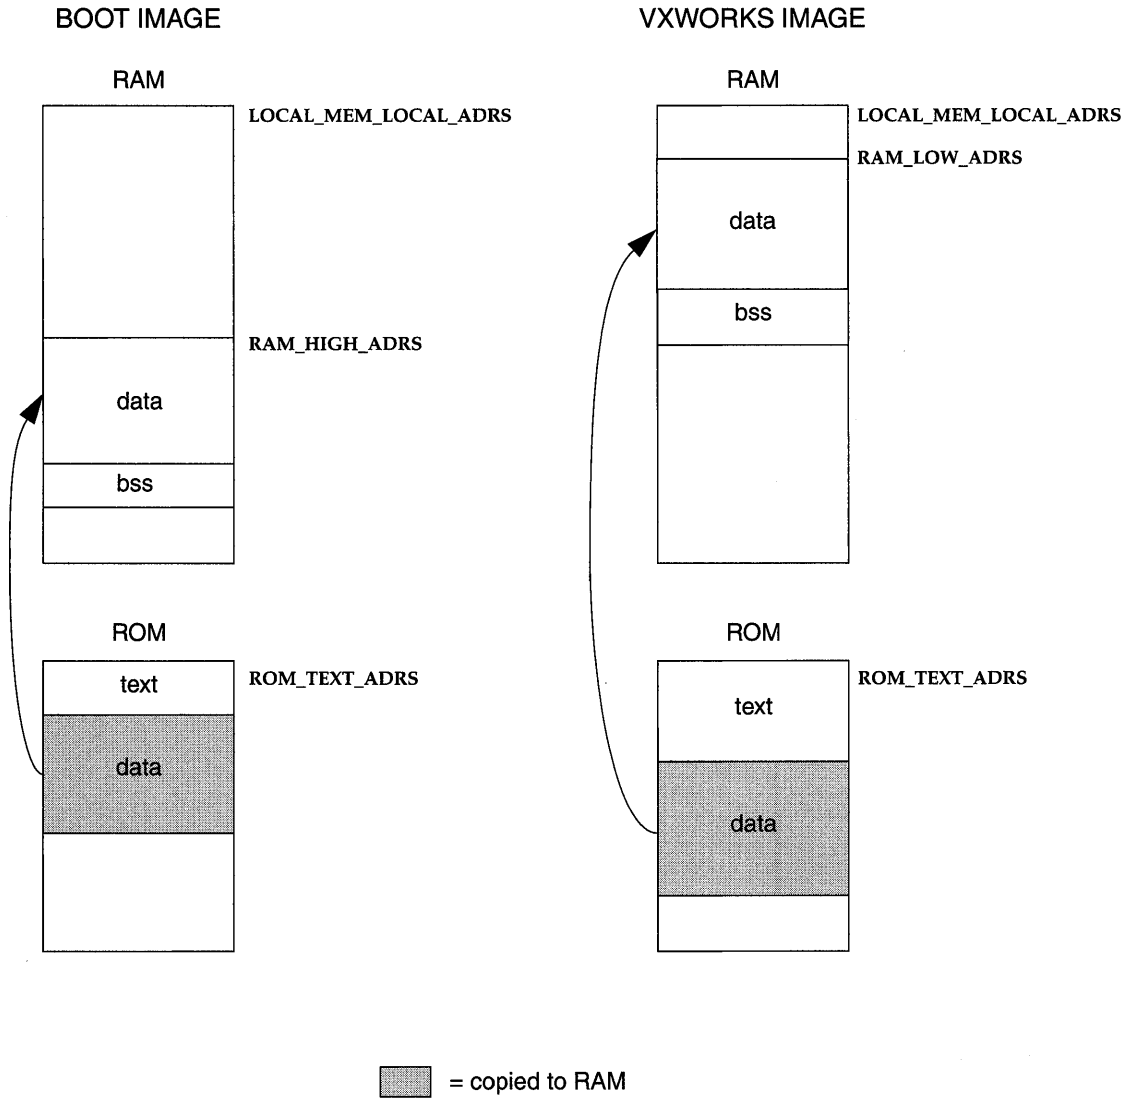 BOOT IMAGE
RAM
LOCAL_MEM_LOCAL_ADRS
RAM_HIGH_ADRS
data
bss
ROM
text
ROM_TEXT_ADRS
data
VXWORKS IMAGE
RAM
LOCAL_MEM_LOCAL_ADRS
RAM_LOW_ADRS
data
bss
ROM
text
ROM_TEXT_ADRS
data
= copied to RAM